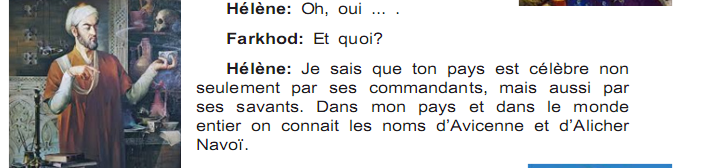 Hélène: Oh, oui ... .
Farkhod: Et quoi?
Hélène: Je sais que ton pays est célèbre non
seulement par ses commandants, mais aussi par
ses savants. Dans mon pays et dans le monde
entier on connait les noms d’Avicenne et d’Alicher
Navoï.